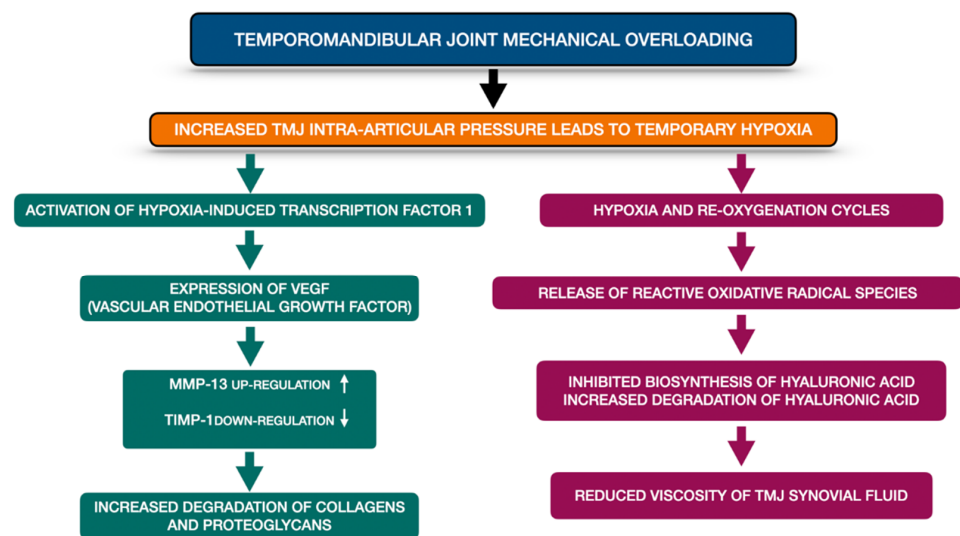 TEMPOROMANDIBULAR JOINT MECHANICAL OVERLOADING
INCREASED TMJ INTRA-ARTICULAR PRESSURE LEADS TO TEMPORARY HYPOXIA
ACTIVATION OF HYPOXIA-INDUCED TRANSCRIPTION FACTOR 1
EXPRESSION OF VEGF
(VASCULAR ENDOTHELIAL GROWTH FACTOR)
MMP-13 UP-REGULATION ↑
TIMP-1 DOWN-REGULATION ↓
INCREASED DEGRADATION OF COLLAGENS
AND PROTEOGLYCANS
HYPOXIA AND RE-OXYGENATION CYCLES
RELEASE OF REACTIVE OXIDATIVE RADICAL SPECIES
INHIBITED BIOSYNTHESIS OF HYALURONIC ACID
INCREASED DEGRADATION OF HYALURONIC ACID
REDUCED VISCOSITY OF TMJ SYNOVIAL FLUID